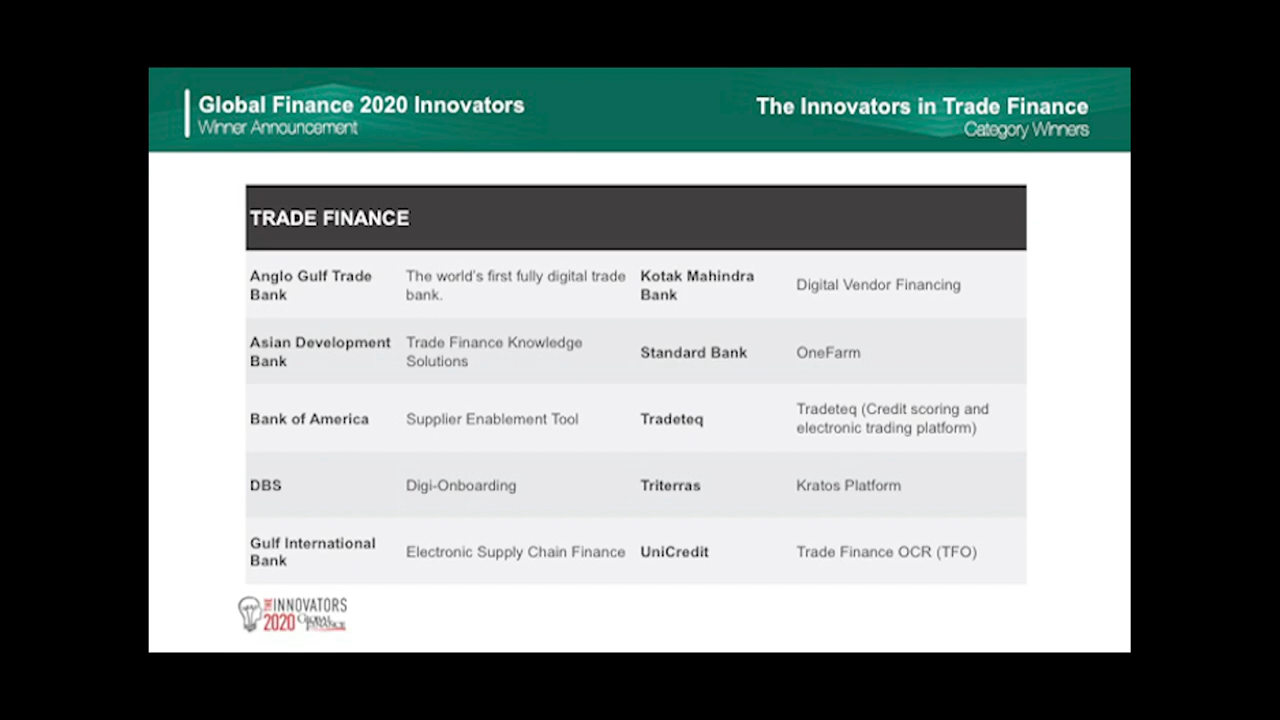 Global Finance 2020 Innovators
Winner Announcement
The Innovators in Trade Finance
Category Winners
TRADE FINANCE
Anglo Gulf Trade
Bank
The world's first fully digital trade
bank.
Kotak Mahindra
Bank
Digital Vendor Financing
Asian Development
Bank
Trade Finance Knowledge
Solutions
Standard Bank
OneFarm
Bank of America
Supplier Enablement Tool
Tradeteq
Tradeteq (Credit scoring and
electronic trading platform)
DBS
Digi-Onboarding
Triterras
Kratos Platform
Gulf International
Bank
Electronic Supply Chain Finance
UniCredit
Trade Finance OCR (TFO)
THE INNOVATORS
2020 GLOBAL FINANCE